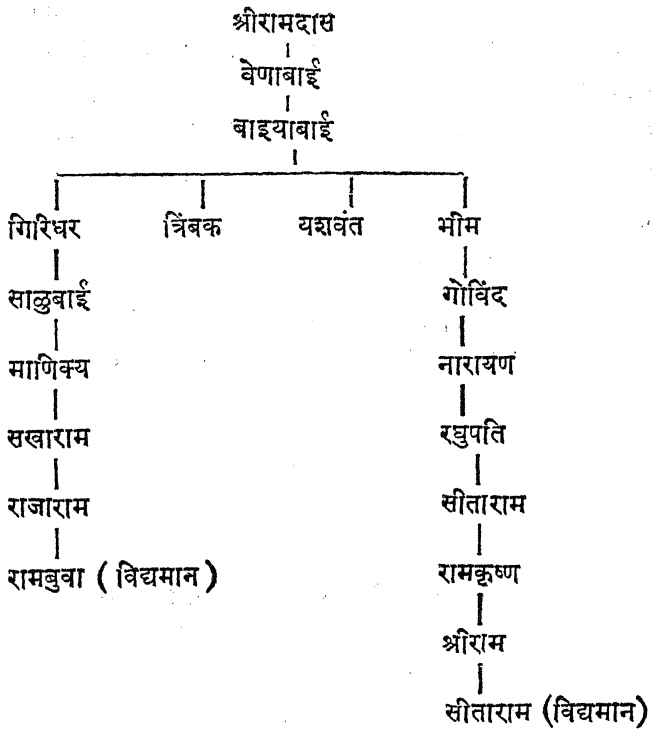 श्रीरामदास
वेणाबाई
बाइयाबाई
गिरिधर त्रिंबक यशवंत भीम
साळुबाई गोविंद
माणिक्य नारायण
सखाराम रघुपति
राजाराम सीताराम
रामबुवा ( विद्यमान ) रामकृष्ण
श्रीराम
सीताराम (विद्यमान )